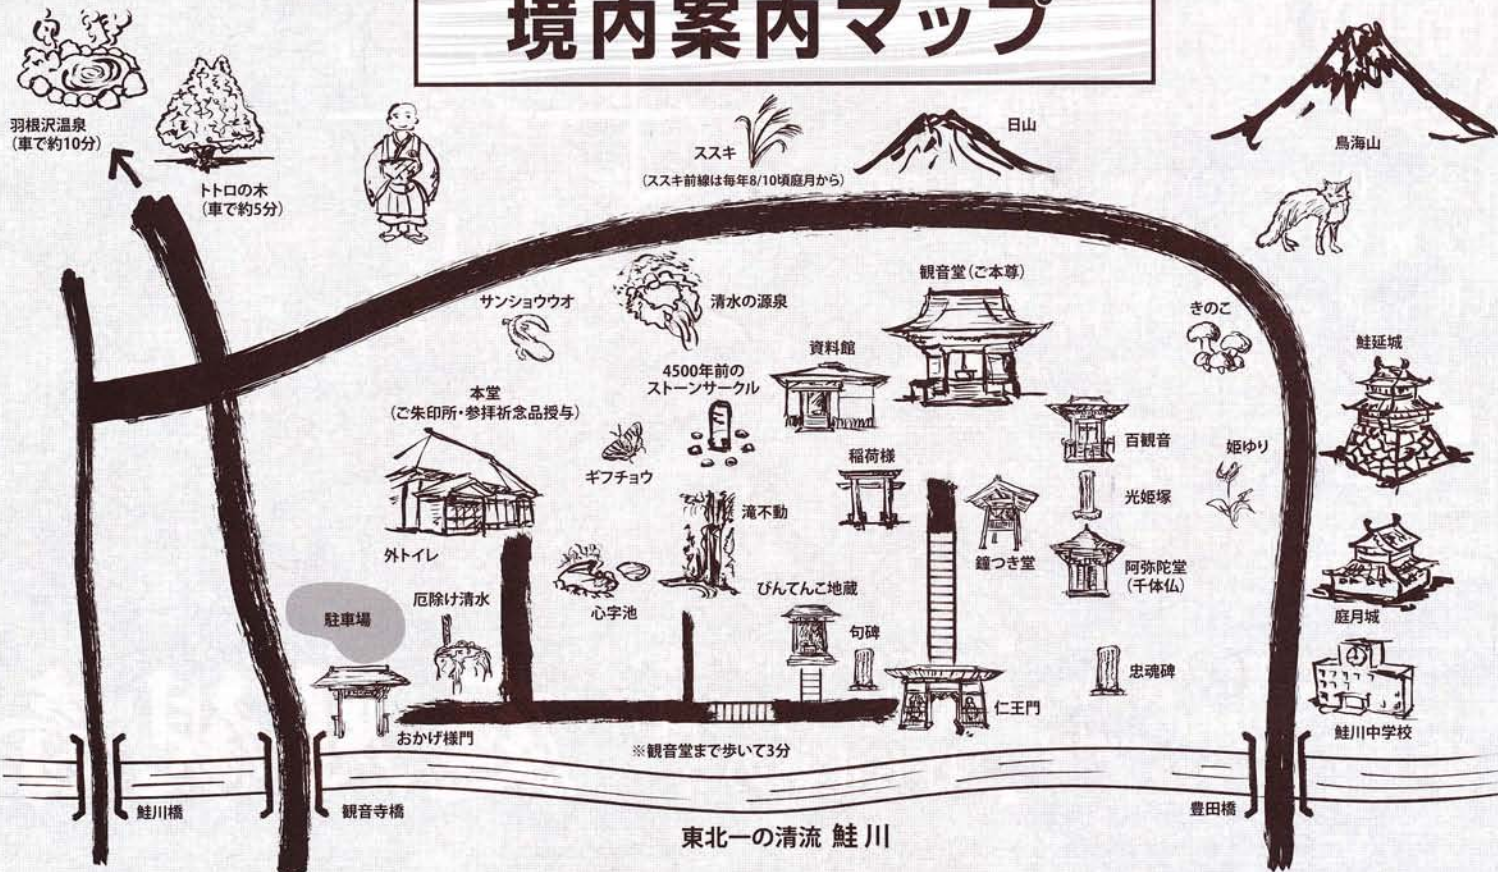 境内案内マップ
羽根沢温泉
(車で約10分)
トトロの木
(車で約5分)
ススキ
(ススキ前線は毎年8/10頃庭月から)
日山
鳥海山
サンショウウオ
清水の源泉
観音堂(ご本尊)
きのこ
資料館
鮭延城
4500年前の
ストーンサークル
本堂
(ご朱印所・参拝祈念品授与)
ギフチョウ
稲荷様
百観音
姫ゆり
光姫塚
滝不動
外トイレ
鐘つき堂
阿弥陀堂
(千体仏)
駐車場
厄除け清水
心字池
びんてんこ地蔵
句碑
庭月城
忠魂碑
仁王門
おかげ様門
鮭川中学校
※観音堂まで歩いて3分
鮭川橋
観音寺橋
豊田橋
東北一の清流 鮭川